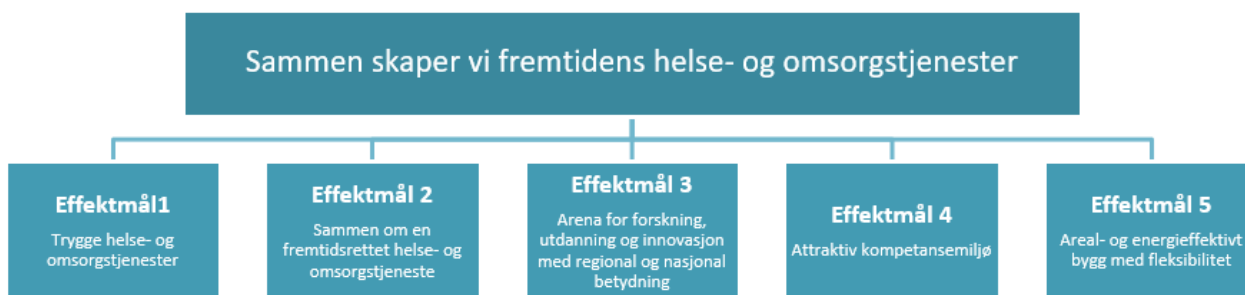 Sammen skaper vi fremtidens helse- og omsorgstjenester
Effektmål1
Trygge helse- og
omsorgstjenester
Effektmål 2
Sammen om en
fremtidsrettet helse- og
omsorgstjeneste
Effektmål 3
Arena for forskning,
utdanning og innovasjon
med regional og nasjonal
betydning
Effektmål 4
Attraktiv kompetansemiljø
Effektmål 5
Areal- og energieffektivt
bygg med fleksibilitet